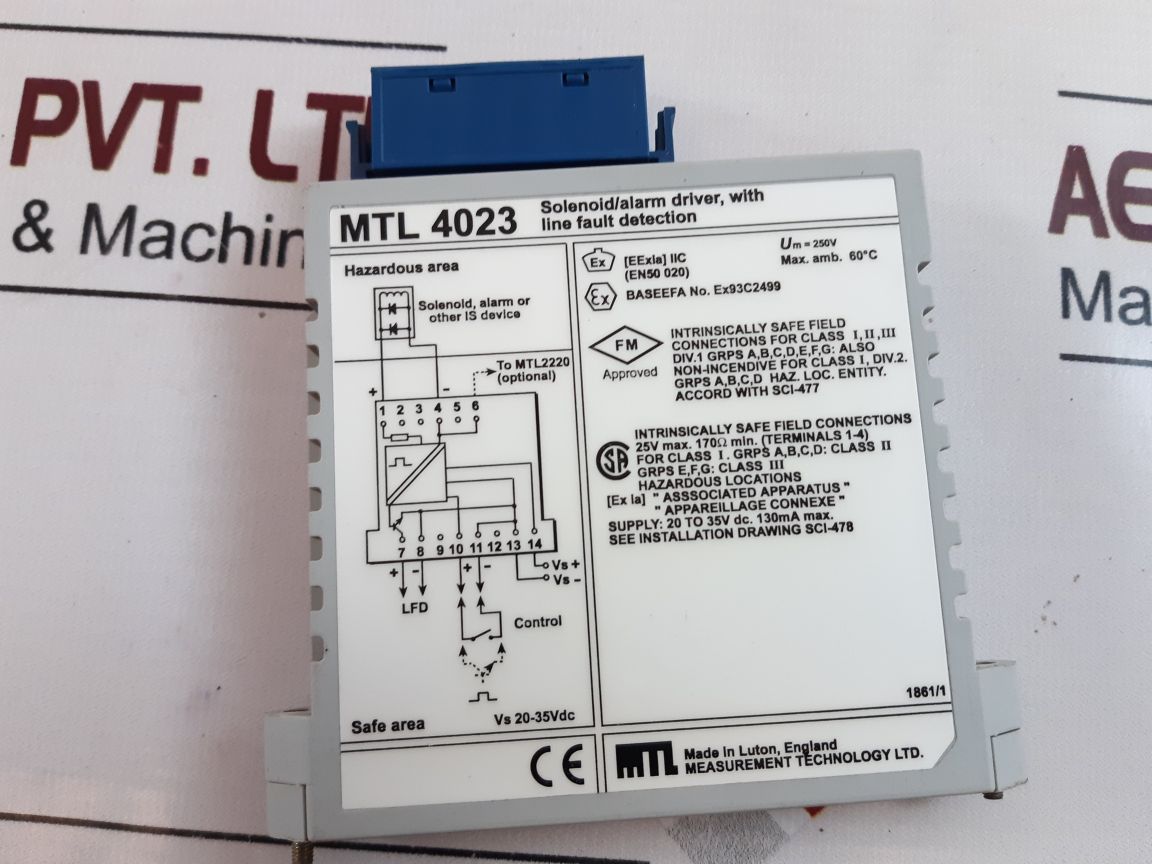 PVT. LT
& Machin
AE
Ma
MTL 4023
Solenoid/alarm driver, with
line fault detection
Hazardous area
Solenoid, alarm or
other IS device
To MTL2220
(optional)
+
-
1 2 3 4 5 6
7 8 9 10 11 12 13 14
+ -
+ -
Vs +
Vs -
LFD
Control
Safe area
Vs 20-35Vdc
Ex
[EExia] IIC
(EN50 020)
Um = 250V
Max. amb. 60°C
Ex
BASEEFA No. Ex93C2499
FM
Approved
INTRINSICALLY SAFE FIELD
CONNECTIONS FOR CLASS I,II,III
DIV.1 GRPS A,B,C,D,E,F,G: ALSO
NON-INCENDIVE FOR CLASS I, DIV.2.
GRPS A,B,C,D HAZ. LOC. ENTITY.
ACCORD WITH SCI-477
SA
INTRINSICALLY SAFE FIELD CONNECTIONS
25V max. 170Ω min. (TERMINALS 1-4)
FOR CLASS I. GRPS A,B,C,D: CLASS II
GRPS E,F,G: CLASS III
HAZARDOUS LOCATIONS
[Ex ia] " ASSSOCIATED APPARATUS "
" APPAREILLAGE CONNEXE "
SUPPLY: 20 TO 35V dc. 130mA max.
SEE INSTALLATION DRAWING SCI-478
1861/1
CE
MTL
Made in Luton, England
MEASUREMENT TECHNOLOGY LTD.